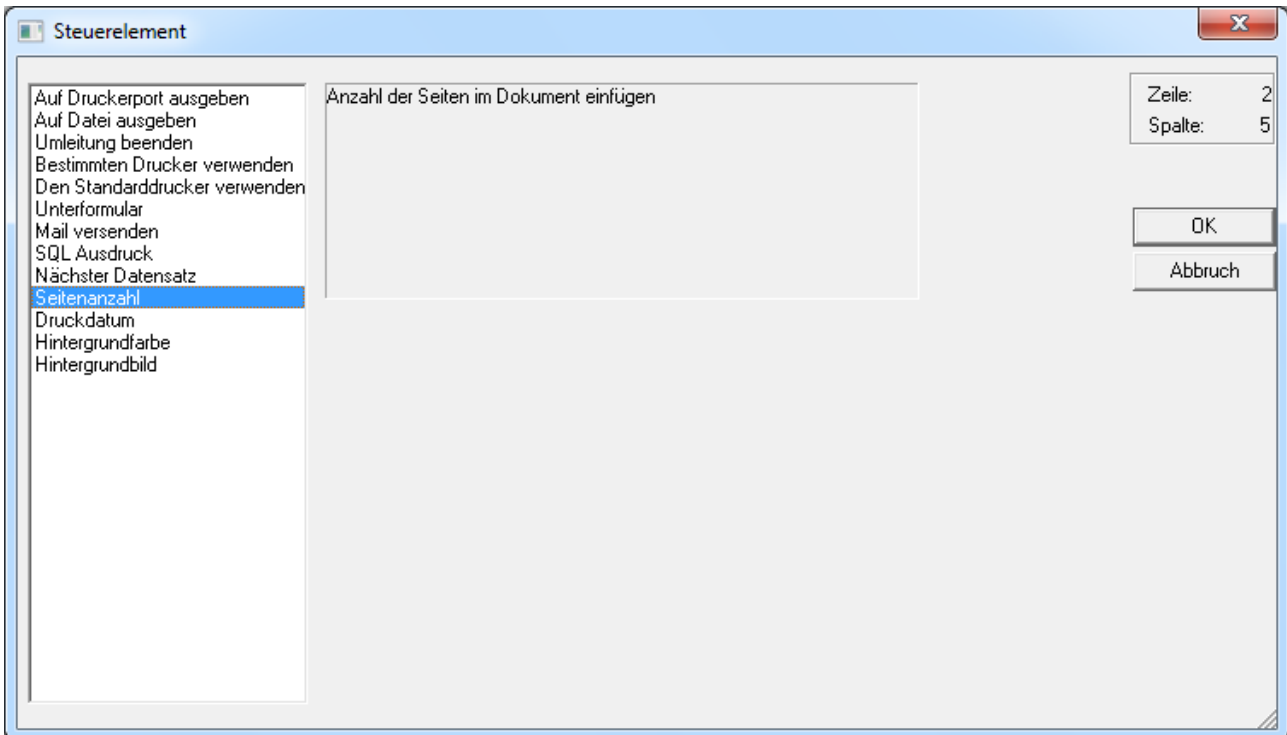 Steuerelement
Auf Druckerport ausgeben
Auf Datei ausgeben
Umleitung beenden
Bestimmten Drucker verwenden
Den Standarddrucker verwenden
Unterformular
Mail versenden
SQL Ausdruck
Nächster Datensatz
Seitenanzahl
Druckdatum
Hintergrundfarbe
Hintergrundbild
Anzahl der Seiten im Dokument einfügen
Zeile: 2
Spalte: 5
OK
Abbruch